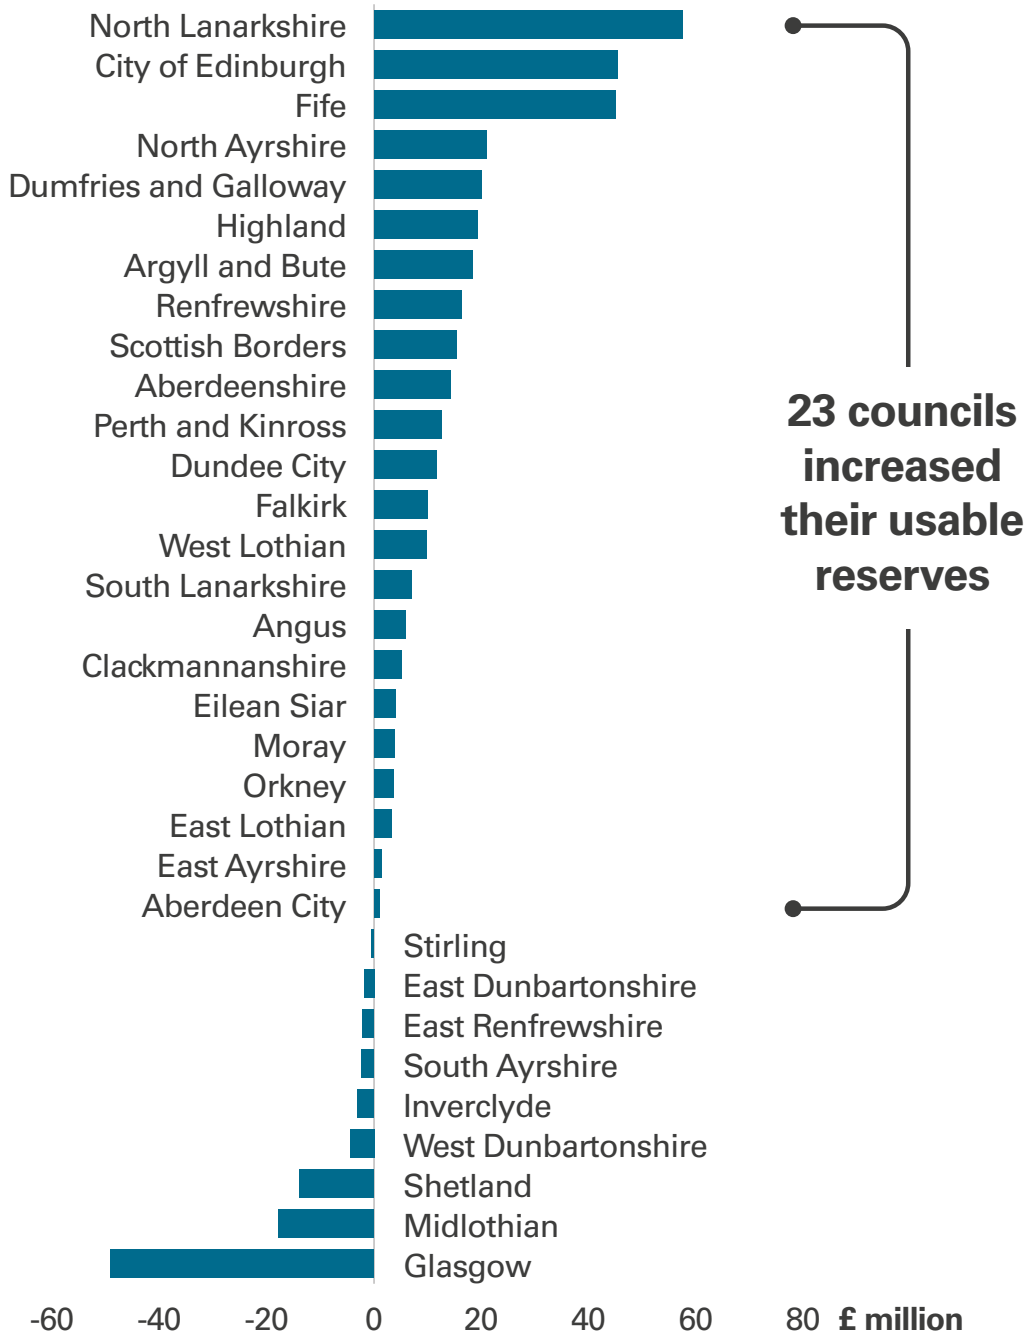 North Lanarkshire
City of Edinburgh
Fife
North Ayrshire
Dumfries and Galloway
Highland
Argyll and Bute
Renfrewshire
Scottish Borders
Aberdeenshire
Perth and Kinross
Dundee City
Falkirk
West Lothian
South Lanarkshire
Angus
Clackmannanshire
Eilean Siar
Moray
Orkney
East Lothian
East Ayrshire
Aberdeen City
23 councils
increased
their usable
reserves
Stirling
East Dunbartonshire
East Renfrewshire
South Ayrshire
Inverclyde
West Dunbartonshire
Shetland
Midlothian
Glasgow
-60 -40 -20 0 20 40 60 80 £ million